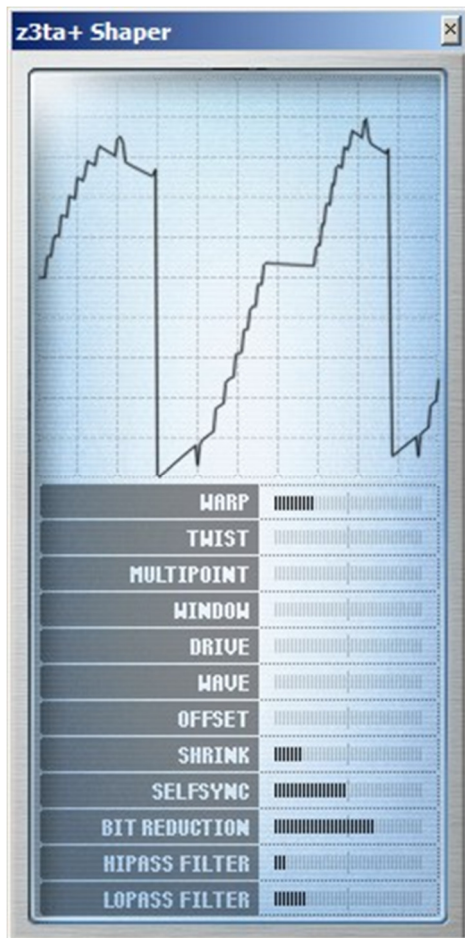 z3ta+ Shaper
WARP
TWIST
MULTIPOINT
WINDOW
DRIVE
WAVE
OFFSET
SHRINK
SELFSYNC
BIT REDUCTION
HIPASS FILTER
LOPASS FILTER